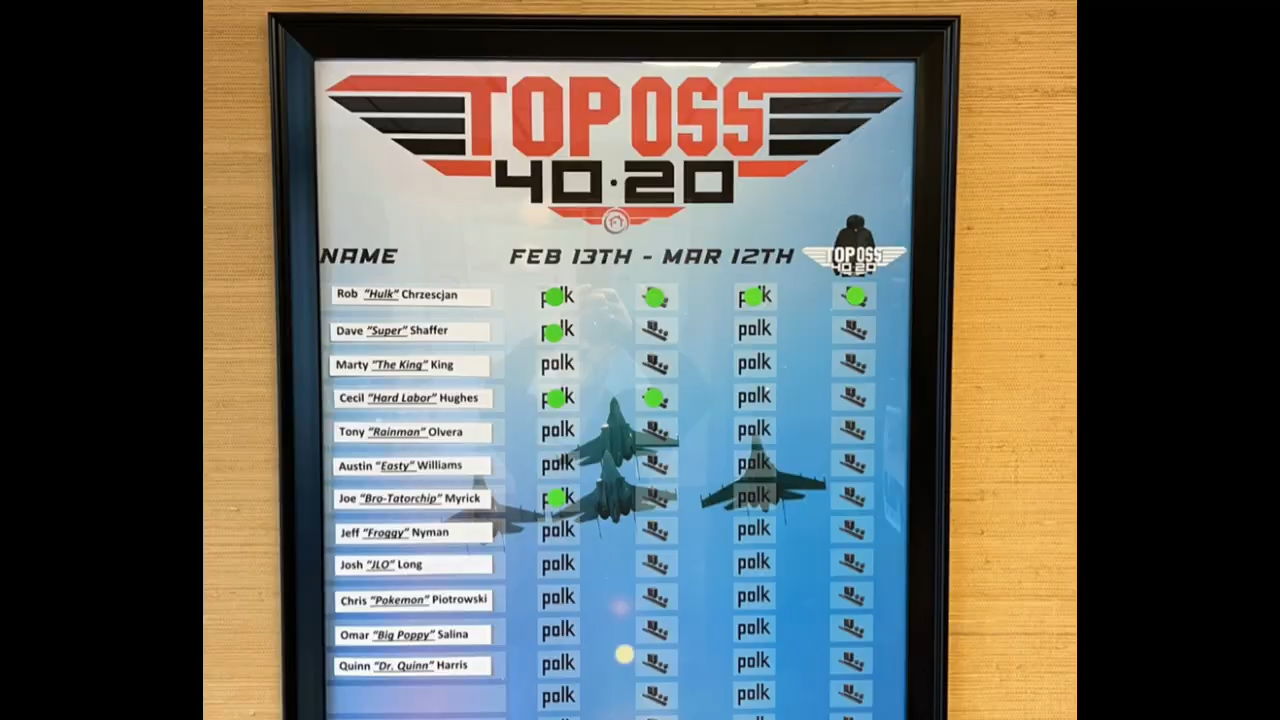 TOPOSS
40·20
NAME FEB 13TH - MAR 12TH TOPOSS
40·20
Rob "Hulk" Chrzescjan polk polk
Dave "Super" Shaffer polk polk
Marty "The King" King polk polk
Cecil "Hard Labor" Hughes polk polk
Tony "Rainman" Olvera polk polk
Austin "Easty" Williams polk polk
Joe "Bro-Tatorchip" Myrick polk polk
Jeff "Froggy" Nyman polk polk
Josh "JLO" Long polk polk
Chris "Pokemon" Piotrowski polk polk
Omar "Big Poppy" Salina polk polk
Quinn "Dr. Quinn" Harris polk polk
polk polk